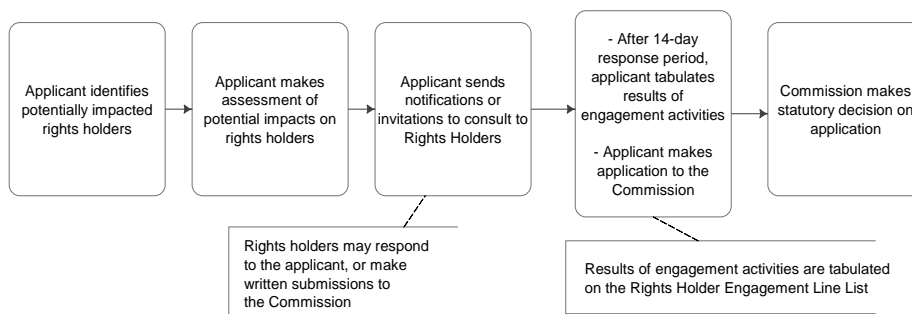 Applicant identifies
potentially impacted
rights holders
Applicant makes
assessment of
potential impacts on
rights holders
Applicant sends
notifications or
invitations to consult to
Rights Holders
- After 14-day
response period,
applicant tabulates
results of
engagement activities
- Applicant makes
application to the
Commission
Commission makes
statutory decision on
application
Rights holders may respond
to the applicant, or make
written submissions to
the Commission
Results of engagement activities are tabulated
on the Rights Holder Engagement Line List